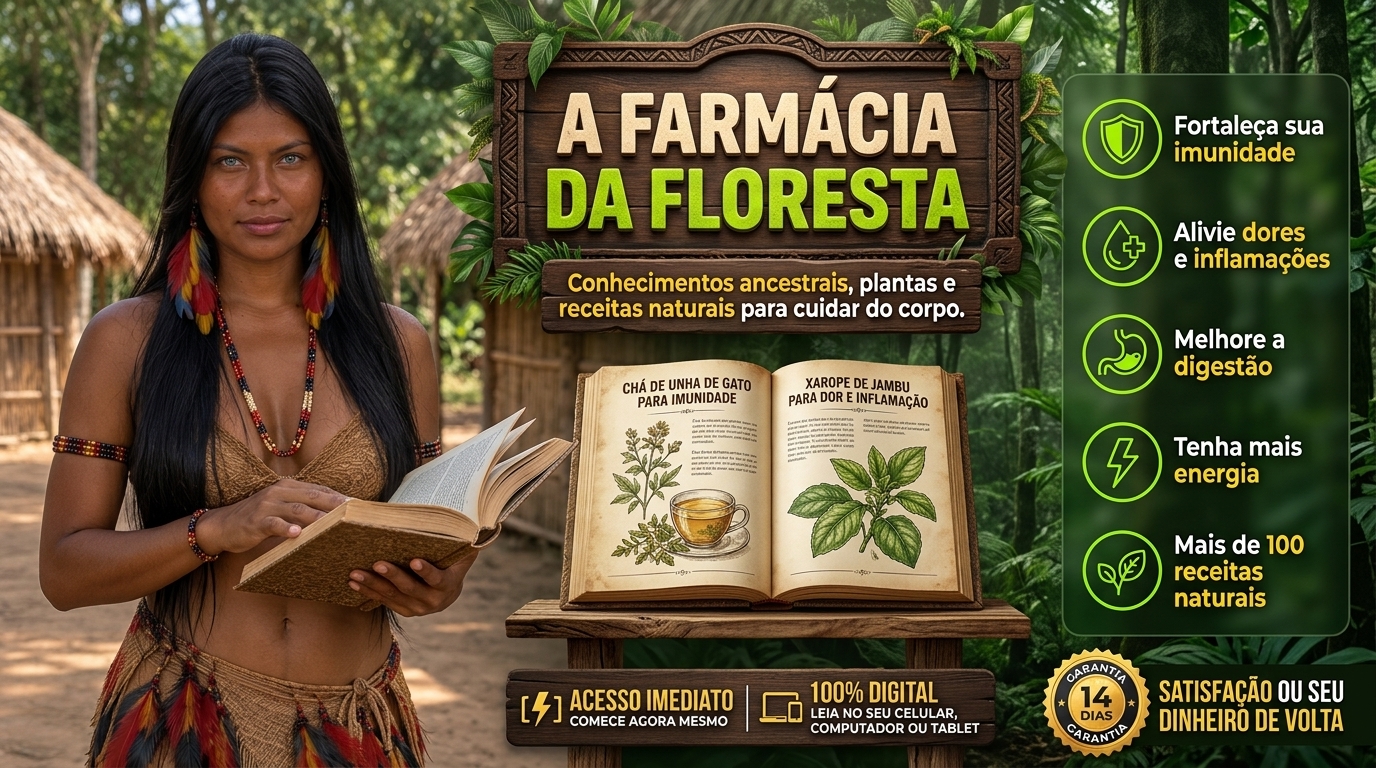 A FARMÁCIA
DA FLORESTA
Conhecimentos ancestrais, plantas e
receitas naturais para cuidar do corpo.
CHÁ DE UNHA DE GATO
PARA IMUNIDADE
XAROPE DE JAMBU
PARA DOR E INFLAMAÇÃO
Fortaleça sua
imunidade
Alivie dores
e inflamações
Melhore a
digestão
Tenha mais
energia
Mais de 100
receitas
naturais
ACESSO IMEDIATO
COMECE AGORA MESMO
100% DIGITAL
LEIA NO SEU CELULAR,
COMPUTADOR OU TABLET
GARANTIA
14
DIAS
GARANTIA
SATISFAÇÃO OU SEU
DINHEIRO DE VOLTA